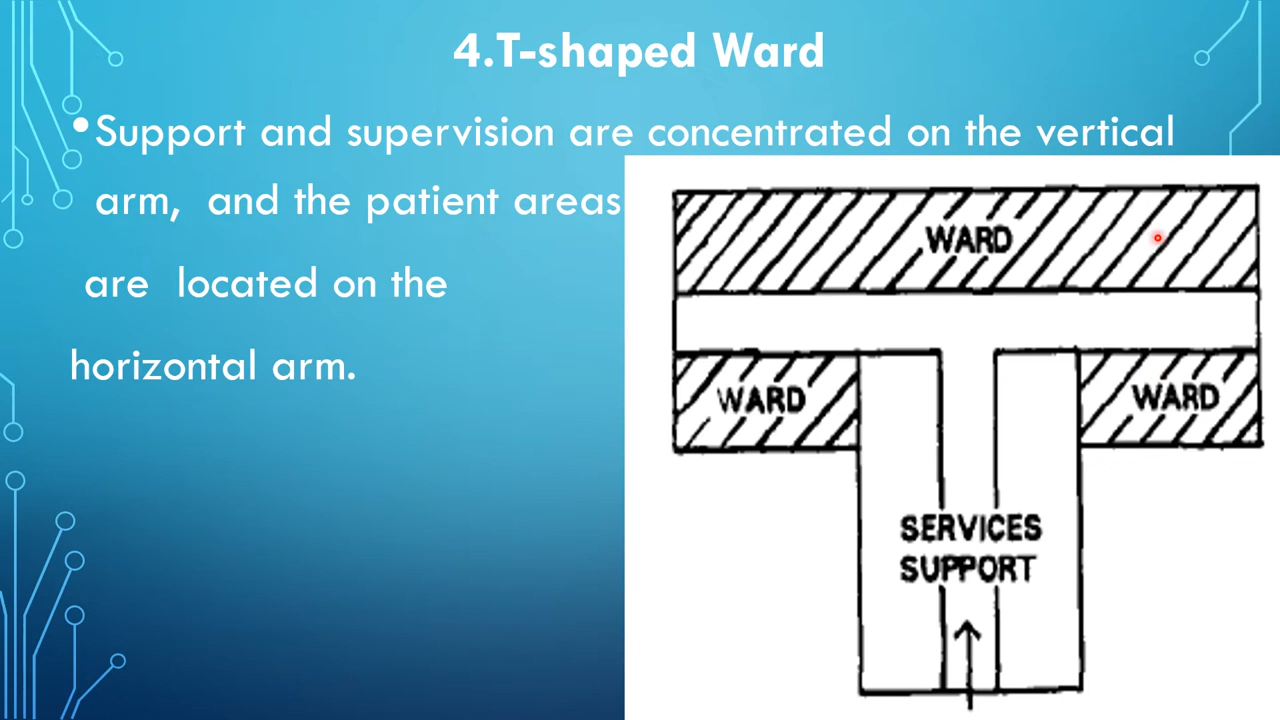 4.T-shaped Ward
•Support and supervision are concentrated on the vertical
arm, and the patient areas
are located on the
horizontal arm.
WARD
WARD
WARD
SERVICES
SUPPORT